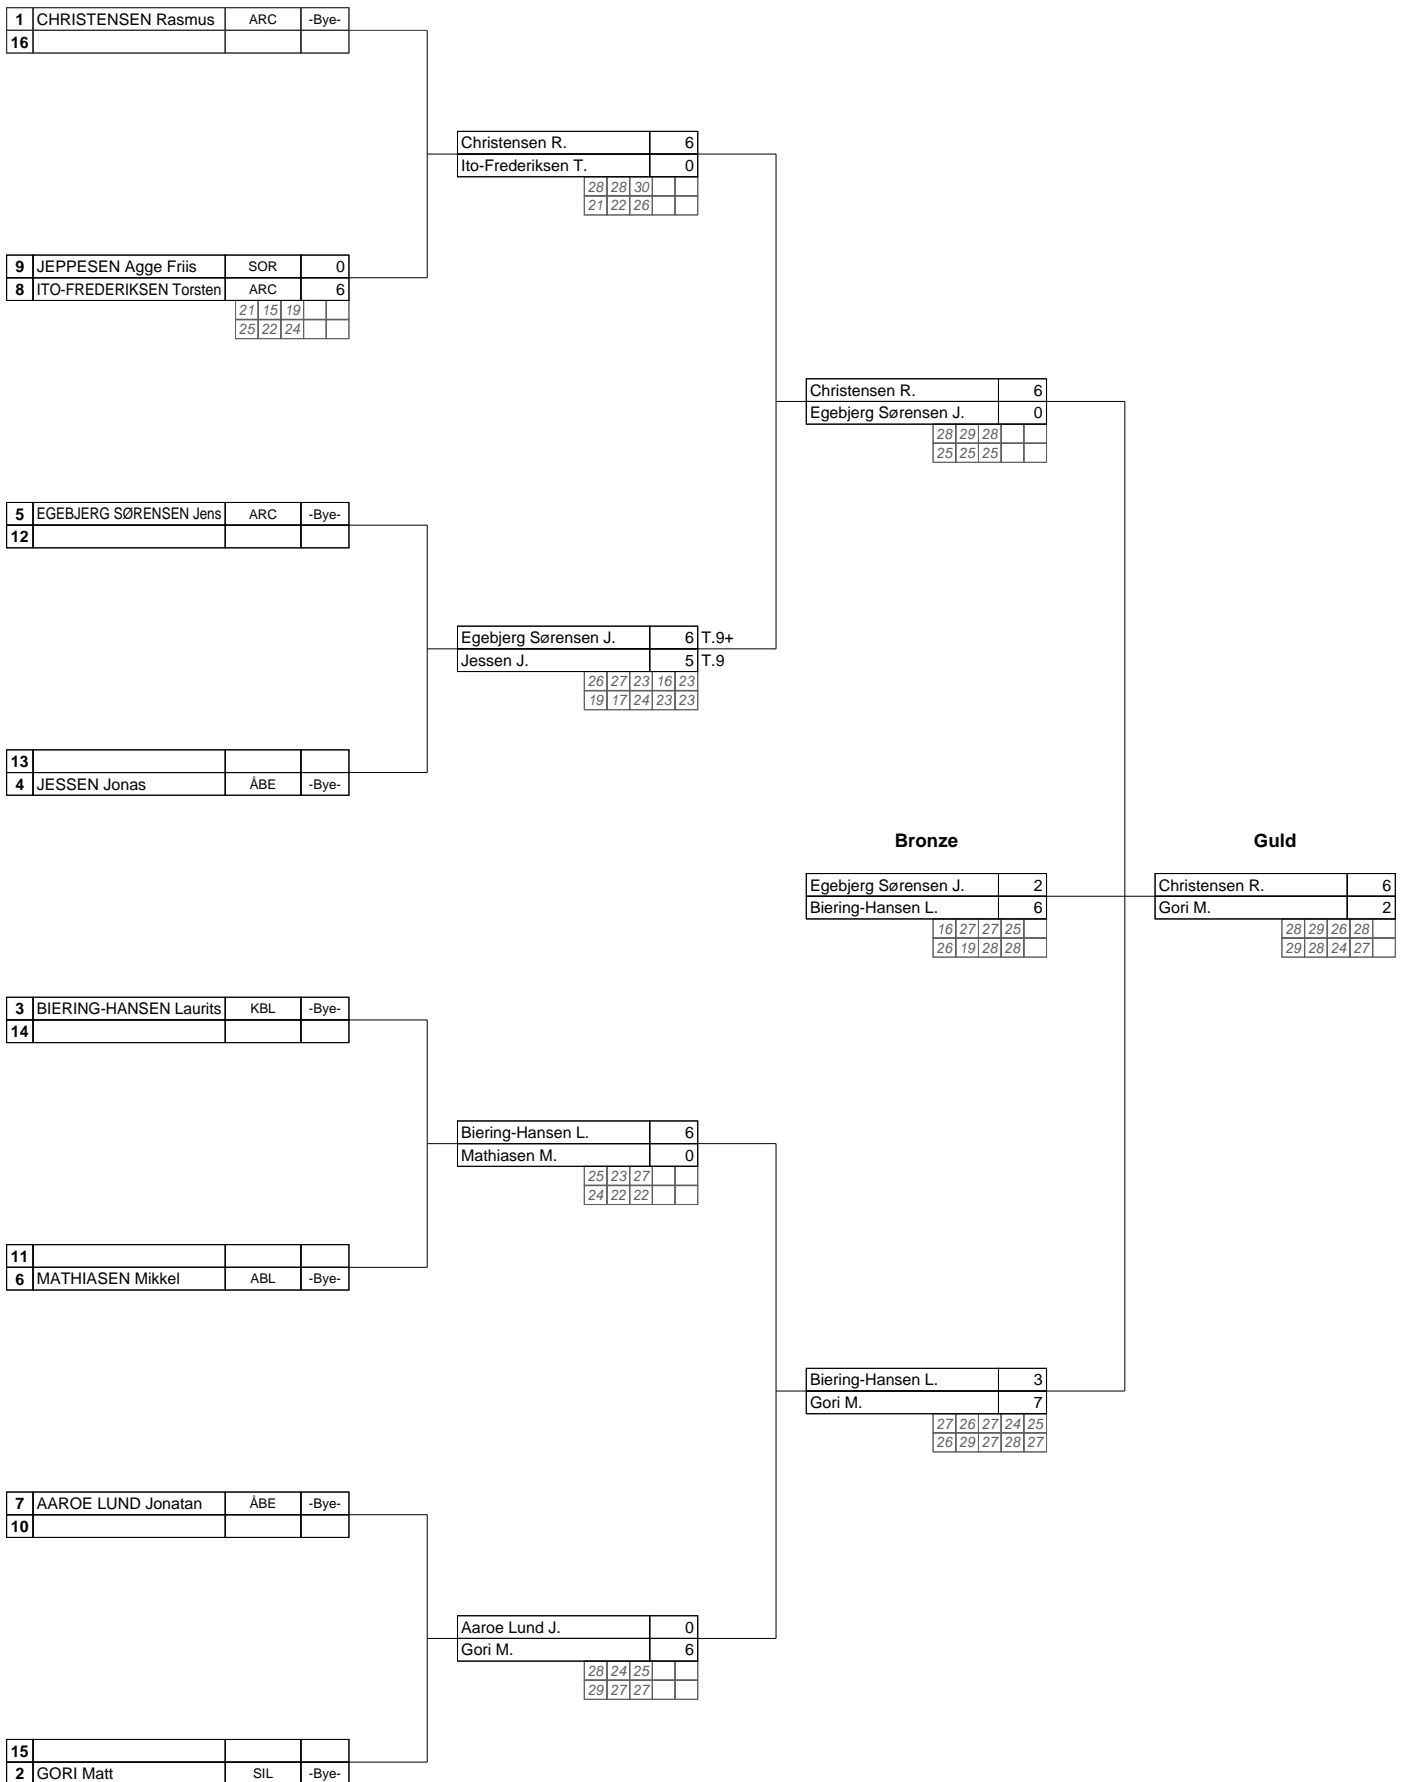 1 CHRISTENSEN Rasmus ARC -Bye-
16
Christensen R. 6
Ito-Frederiksen T. 0
28 28 30
21 22 26
9 JEPPESEN Agge Friis SOR 0
8 ITO-FREDERIKSEN Torsten ARC 6
21 15 19
25 22 24
Christensen R. 6
Egebjerg Sørensen J. 0
28 29 28
25 25 25
5 EGEBJERG SØRENSEN Jens ARC -Bye-
12
Egebjerg Sørensen J. 6 T.9+
Jessen J. 5 T.9
26 27 23 16 23
19 17 24 23 23
13
4 JESSEN Jonas ÅBE -Bye-
Bronze Guld
Egebjerg Sørensen J. 2
Biering-Hansen L. 6
16 27 27 25
26 19 28 28
Christensen R. 6
Gori M. 2
28 29 26 28
29 28 24 27
3 BIERING-HANSEN Laurits KBL -Bye-
14
Biering-Hansen L. 6
Mathiasen M. 0
25 23 27
24 22 22
11
6 MATHIASEN Mikkel ABL -Bye-
Biering-Hansen L. 3
Gori M. 7
27 26 27 24 25
26 29 27 28 27
7 AAROE LUND Jonatan ÅBE -Bye-
10
Aaroe Lund J. 0
Gori M. 6
28 24 25
29 27 27
15
2 GORI Matt SIL -Bye-